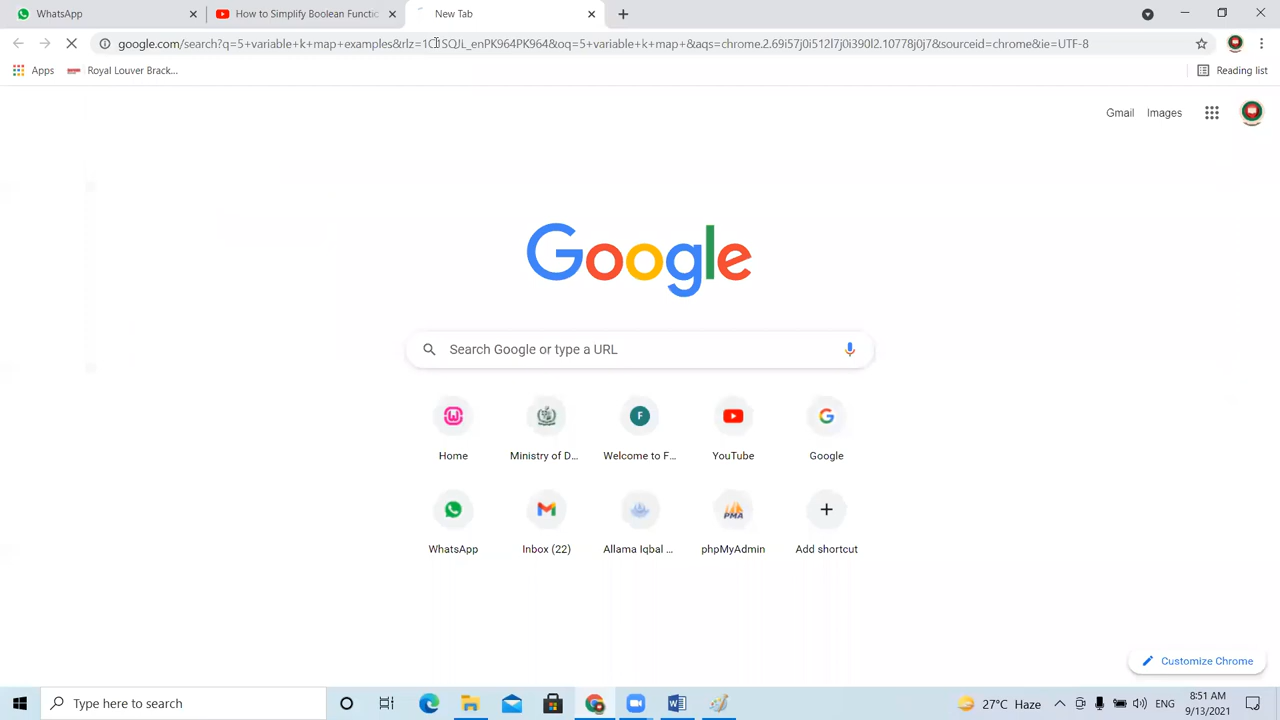 WhatsApp
How to Simplify Boolean Functic
New Tab
google.com/search?q=5+variable+k+map+examples&rlz=1C1SQJL_enPK964PK964&oq=5+variable+k+map+&aqs=chrome.2.69i57j0i512l7j0i390l2.10778j0j7&sourceid=chrome&ie=UTF-8
Apps
Royal Louver Brack...
Reading list
Gmail
Images
Google
Search Google or type a URL
Home
Ministry of D...
F
Welcome to F...
YouTube
Google
WhatsApp
Inbox (22)
Allama Iqbal ...
PMA
phpMyAdmin
Add shortcut
Customize Chrome
Type here to search
27°C Haze
ENG
8:51 AM
9/13/2021